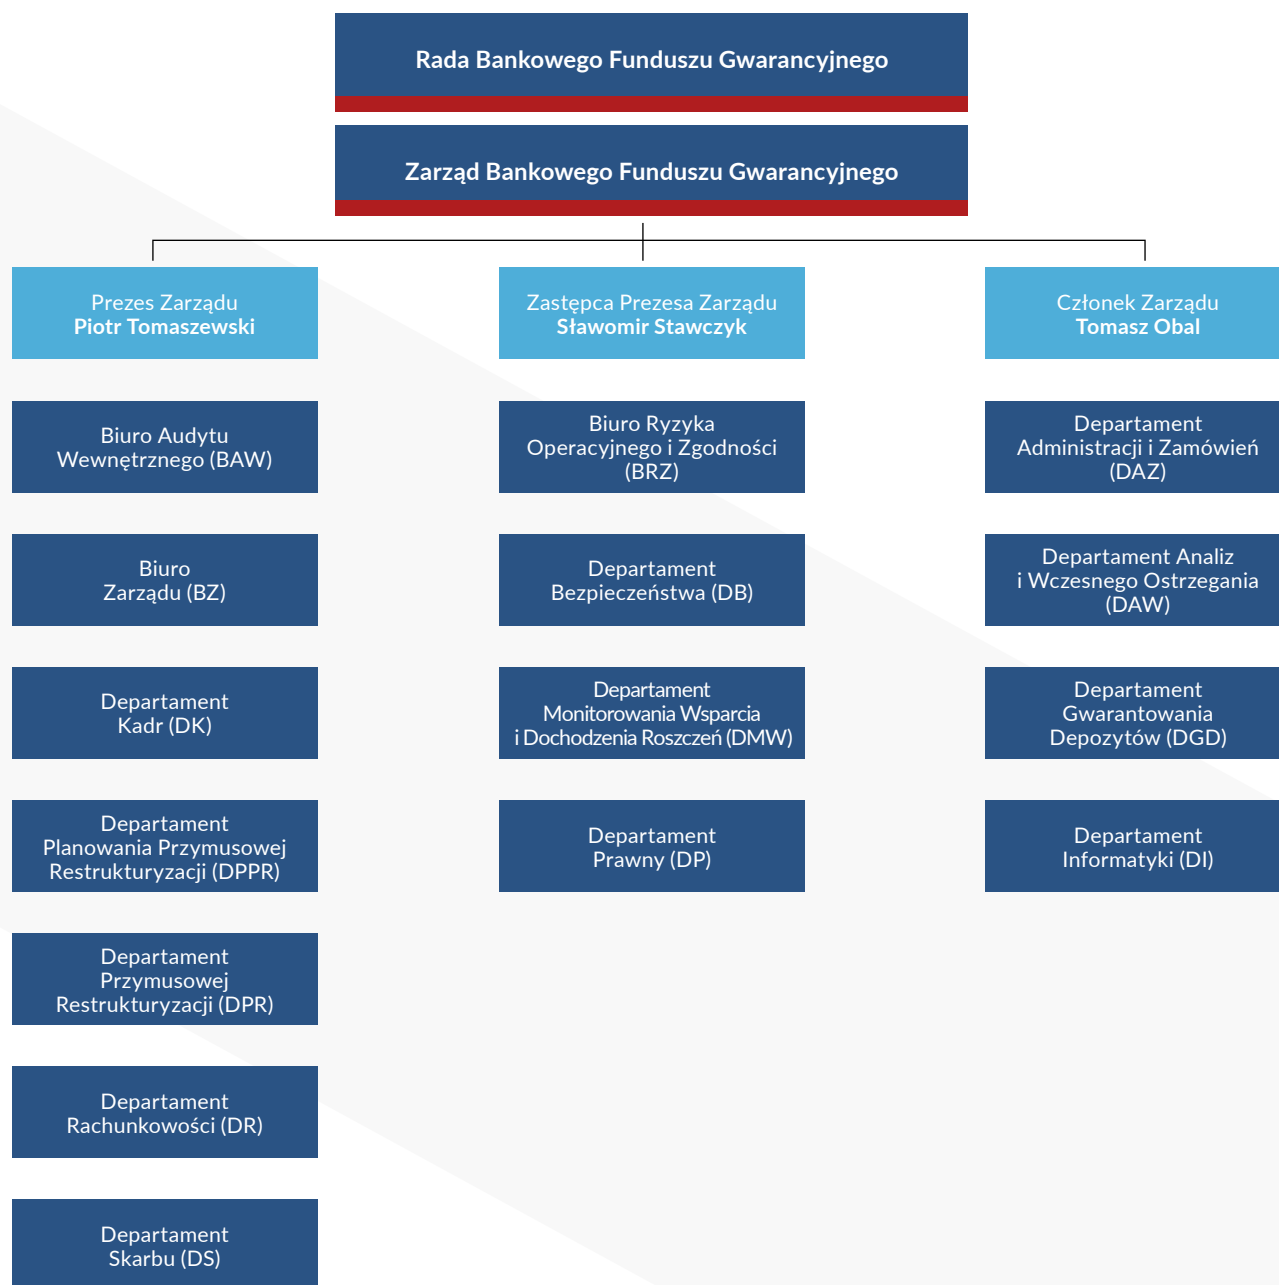 Rada Bankowego Funduszu Gwarancyjnego
Zarząd Bankowego Funduszu Gwarancyjnego
Prezes Zarządu
Piotr Tomaszewski
Zastępca Prezesa Zarządu
Sławomir Stawczyk
Członek Zarządu
Tomasz Obal
Biuro Audytu
Wewnętrznego (BAW)
Biuro Ryzyka
Operacyjnego i Zgodności
(BRZ)
Departament
Administracji i Zamówień
(DAZ)
Biuro
Zarządu (BZ)
Departament
Bezpieczeństwa (DB)
Departament Analiz
i Wczesnego Ostrzegania
(DAW)
Departament
Kadr (DK)
Departament
Monitorowania Wsparcia
i Dochodzenia Roszczeń (DMW)
Departament
Gwarantowania
Depozytów (DGD)
Departament
Planowania Przymusowej
Restrukturyzacji (DPPR)
Departament
Prawny (DP)
Departament
Informatyki (DI)
Departament
Przymusowej
Restrukturyzacji (DPR)
Departament
Rachunkowości (DR)
Departament
Skarbu (DS)